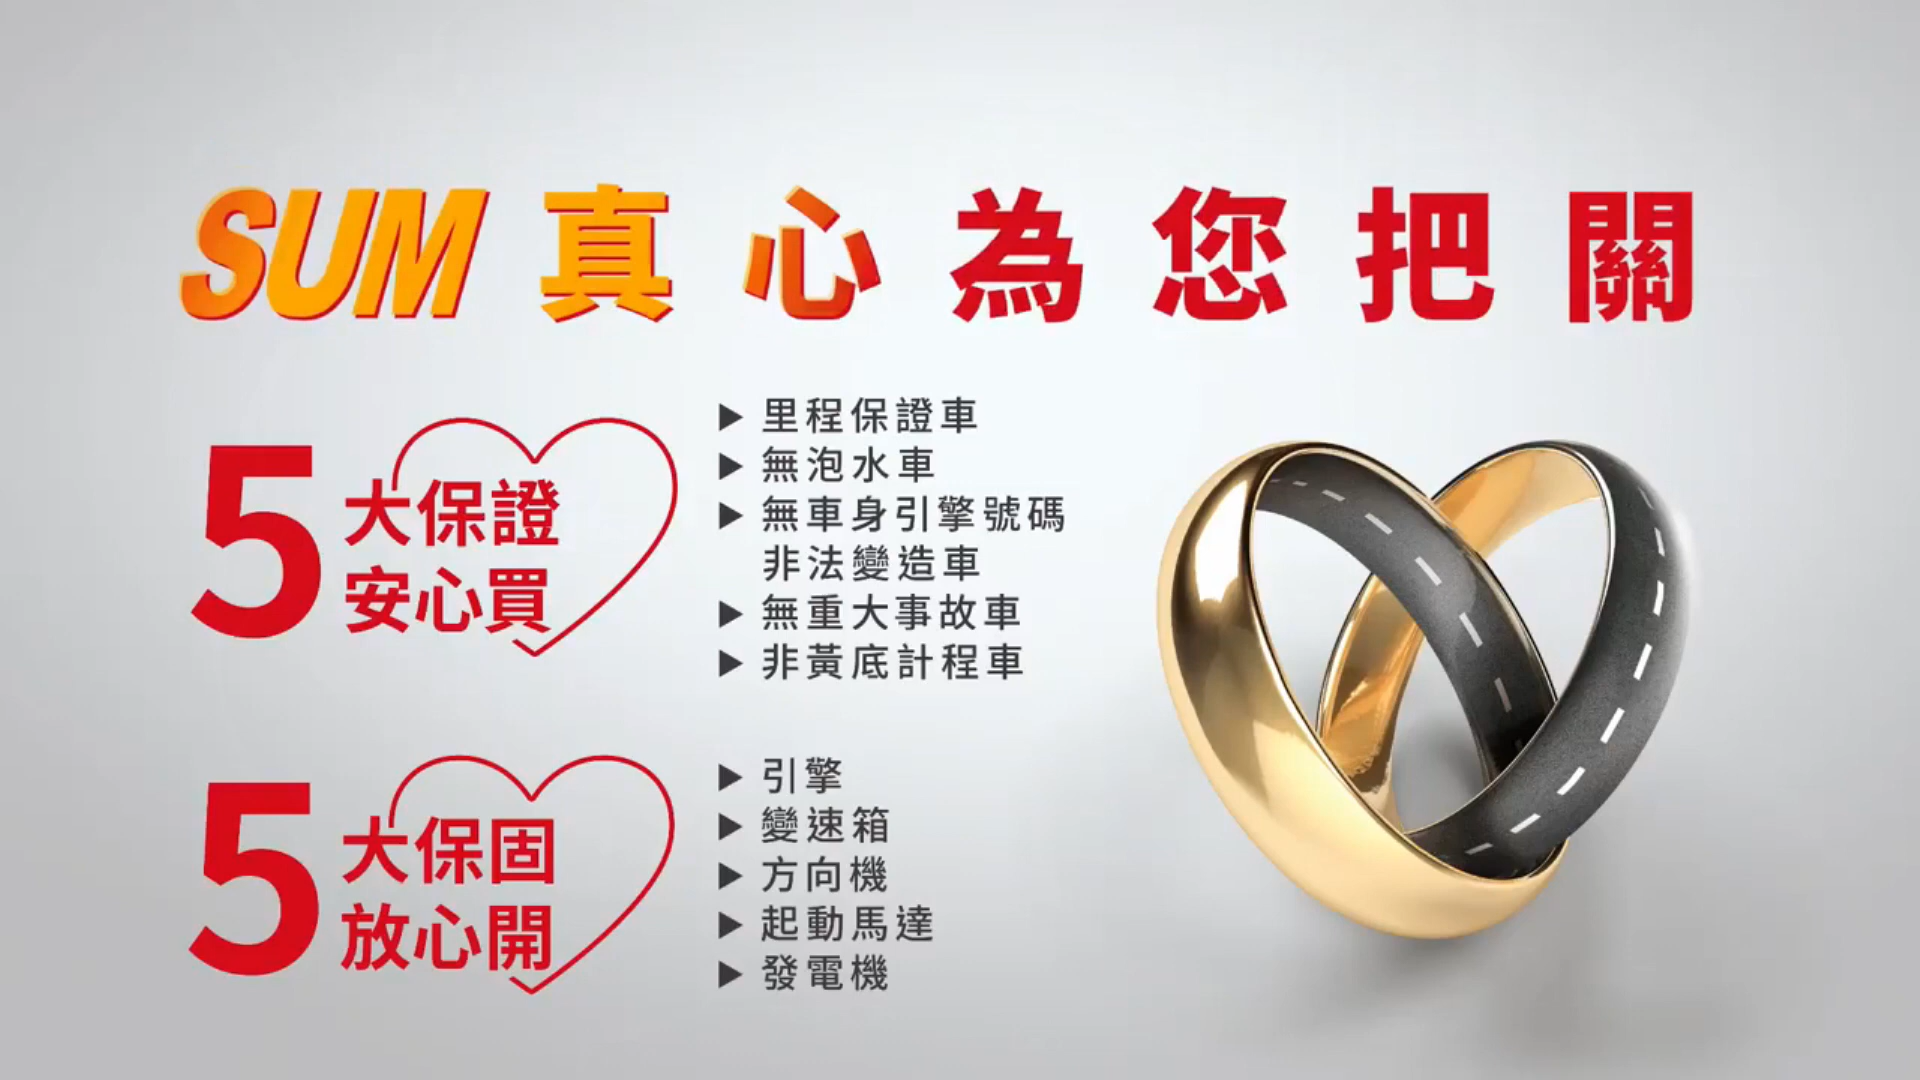 SUM真心為您把關
5大保證
安心買
▶ 里程保證車
▶ 無泡水車
▶ 無車身引擎號碼
非法變造車
▶ 無重大事故車
▶ 非黃底計程車
5大保固
放心開
▶ 引擎
▶ 變速箱
▶ 方向機
▶ 起動馬達
▶ 發電機